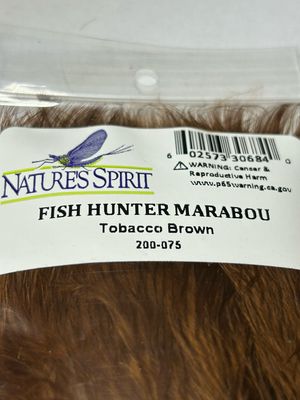 6 02573 30684 0
⚠WARNING: Cancer &
Reproductive Harm
www.p65warning.ca.gov
NATURE'S SPIRIT
FISH HUNTER MARABOU
Tobacco Brown
200-075